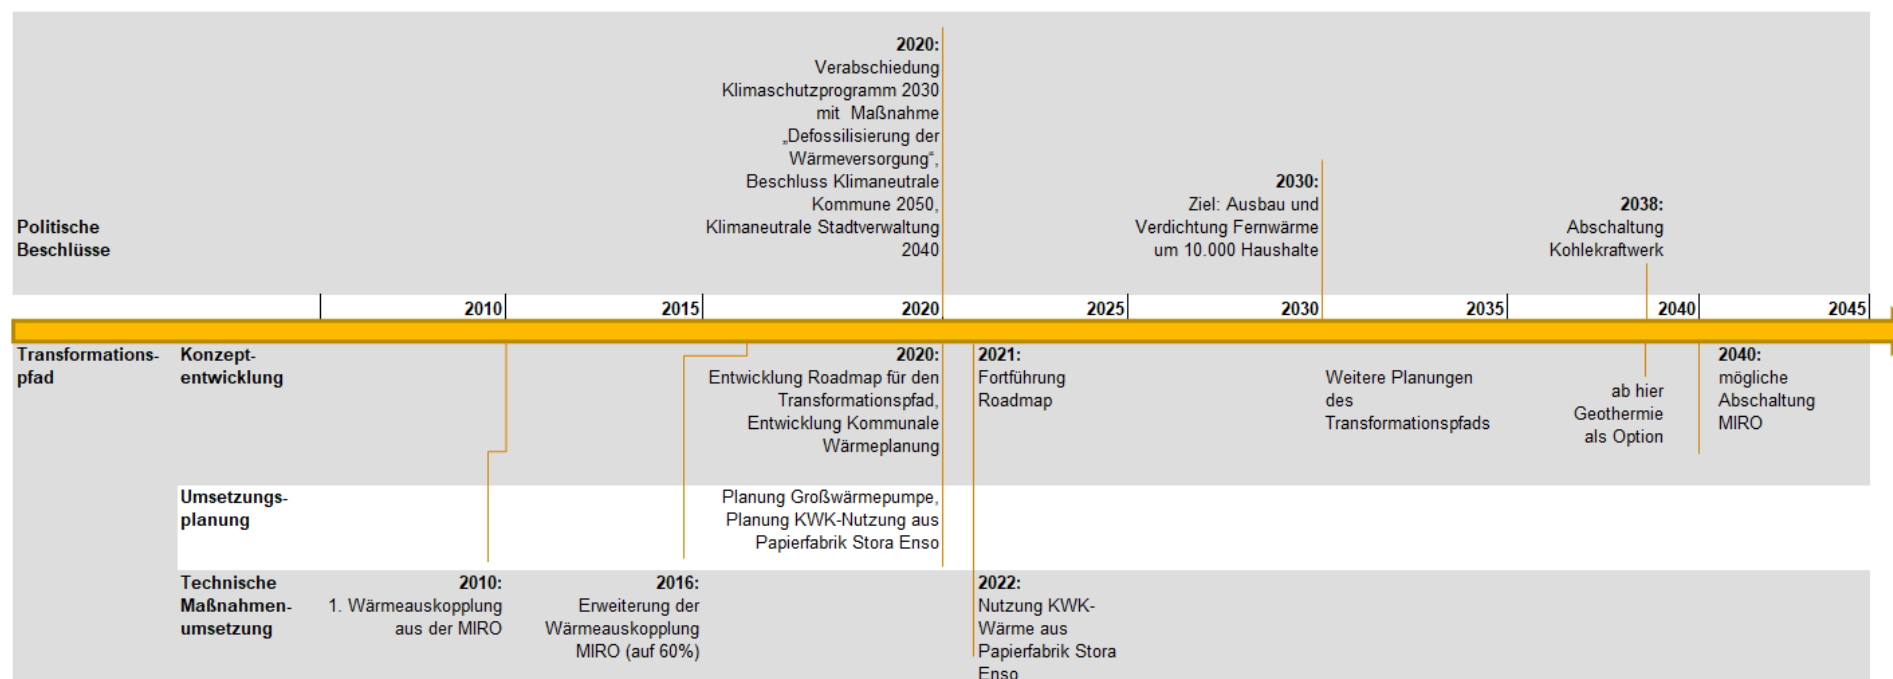 2020:
Verabschiedung
Klimaschutzprogramm 2030
mit Maßnahme
„Defossilisierung der
Wärmeversorgung“,
Beschluss Klimaneutrale
Kommune 2050,
Klimaneutrale Stadtverwaltung
2040
2030:
Ziel: Ausbau und
Verdichtung Fernwärme
um 10.000 Haushalte
2038:
Abschaltung
Kohlekraftwerk
Politische
Beschlüsse
2010 2015 2020 2025 2030 2035 2040 2045
Transformations-
pfad
Konzept-
entwicklung
2020:
Entwicklung Roadmap für den
Transformationspfad,
Entwicklung Kommunale
Wärmeplanung
2021:
Fortführung
Roadmap
Weitere Planungen
des
Transformationspfads
ab hier
Geothermie
als Option
2040:
mögliche
Abschaltung
MIRO
Umsetzungs-
planung
Planung Großwärmepumpe,
Planung KWK-Nutzung aus
Papierfabrik Stora Enso
Technische
Maßnahmen-
umsetzung
2010:
1. Wärmeauskopplung
aus der MIRO
2016:
Erweiterung der
Wärmeauskopplung
MIRO (auf 60%)
2022:
Nutzung KWK-
Wärme aus
Papierfabrik Stora
Enso